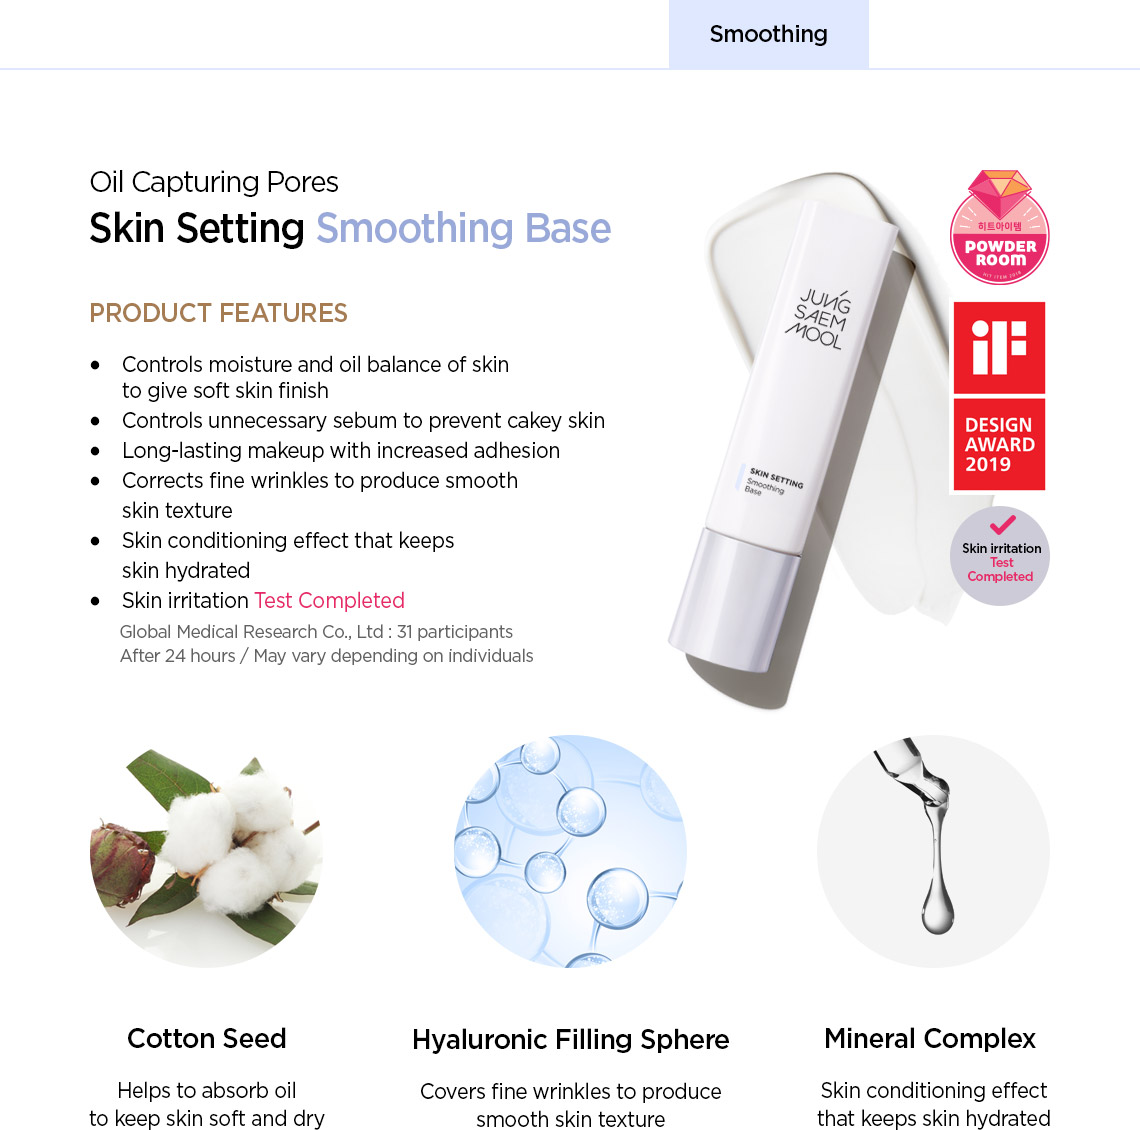 Smoothing
Oil Capturing Pores
Skin Setting Smoothing Base
PRODUCT FEATURES
• Controls moisture and oil balance of skin
to give soft skin finish
• Controls unnecessary sebum to prevent cakey skin
• Long-lasting makeup with increased adhesion
• Corrects fine wrinkles to produce smooth
skin texture
• Skin conditioning effect that keeps
skin hydrated
• Skin irritation Test Completed
Global Medical Research Co., Ltd : 31 participants
After 24 hours / May vary depending on individuals
JUNG
SAEM
MOOL
SKIN SETTING
Smoothing
Base
히트아이템
POWDER
ROOM
HIT ITEM 2019
iF
DESIGN
AWARD
2019
Skin irritation
Test
Completed
Cotton Seed
Helps to absorb oil
to keep skin soft and dry
Hyaluronic Filling Sphere
Covers fine wrinkles to produce
smooth skin texture
Mineral Complex
Skin conditioning effect
that keeps skin hydrated